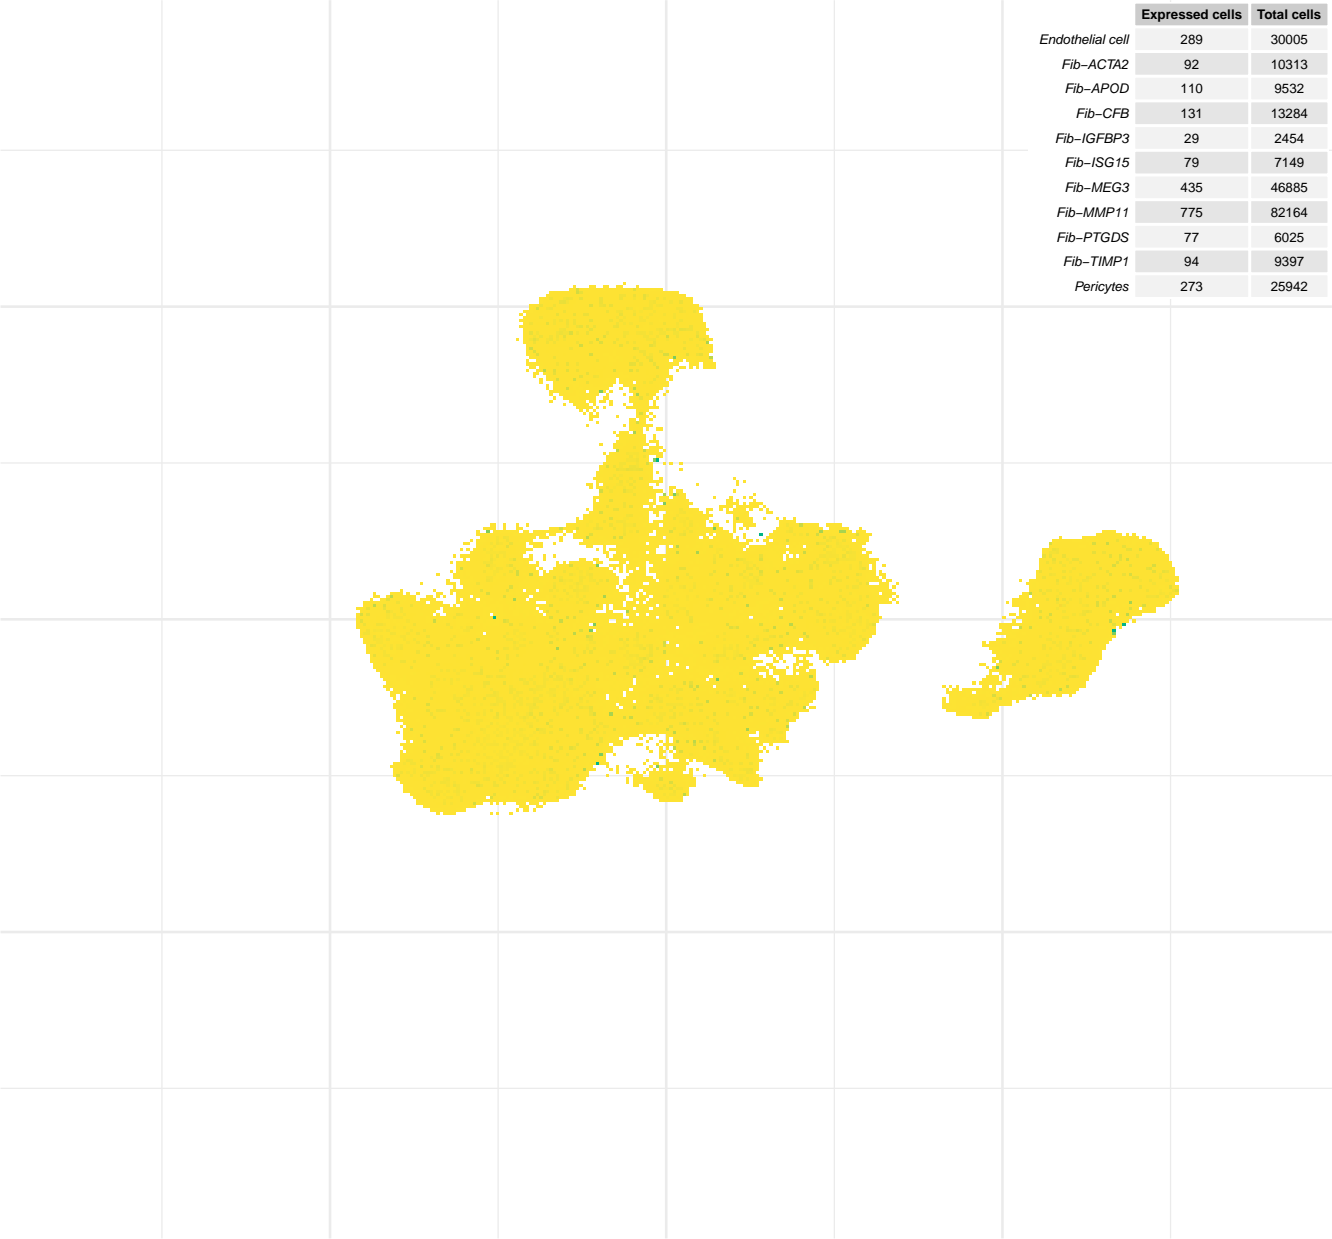 Expressed cells Total cells
Endothelial cell 289 30005
Fib−ACTA2 92 10313
Fib−APOD 110 9532
Fib−CFB 131 13284
Fib−IGFBP3 29 2454
Fib−ISG15 79 7149
Fib−MEG3 435 46885
Fib−MMP11 775 82164
Fib−PTGDS 77 6025
Fib−TIMP1 94 9397
Pericytes 273 25942